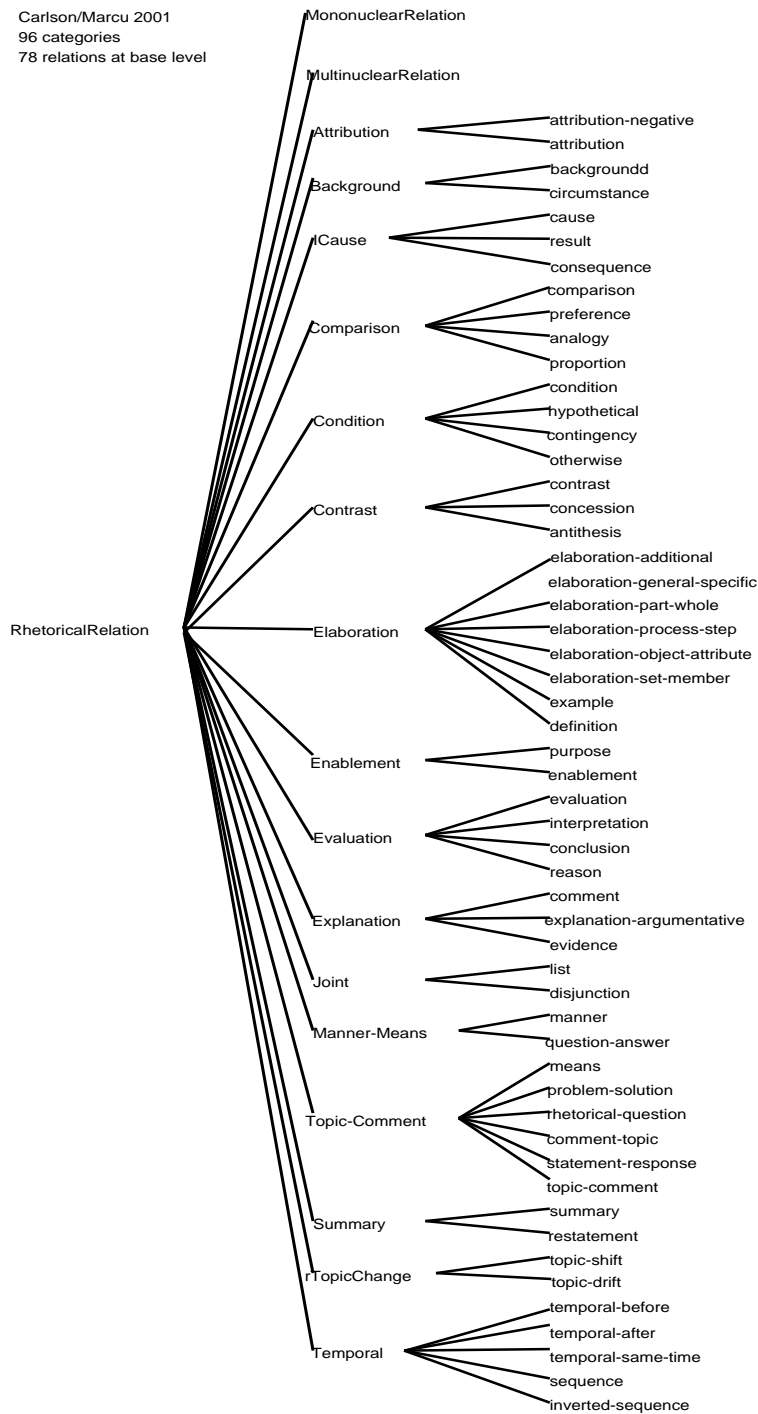 Carlson/Marcu 2001
96 categories
78 relations at base level
MononuclearRelation
MultinuclearRelation
attribution-negative
Attribution
attribution
backgroundd
Background
circumstance
cause
ICause
result
consequence
comparison
preference
Comparison
analogy
proportion
condition
hypothetical
Condition
contingency
otherwise
contrast
concession
Contrast
antithesis
elaboration-additional
elaboration-general-specific
elaboration-part-whole
RhetoricalRelation
Elaboration
elaboration-process-step
elaboration-object-attribute
elaboration-set-member
example
definition
purpose
Enablement
enablement
evaluation
interpretation
Evaluation
conclusion
reason
comment
Explanation
explanation-argumentative
evidence
list
Joint
disjunction
manner
Manner-Means
question-answer
means
problem-solution
rhetorical-question
Topic-Comment
comment-topic
statement-response
topic-comment
summary
Summary
restatement
topic-shift
rTopicChange
topic-drift
temporal-before
temporal-after
Temporal
temporal-same-time
sequence
inverted-sequence